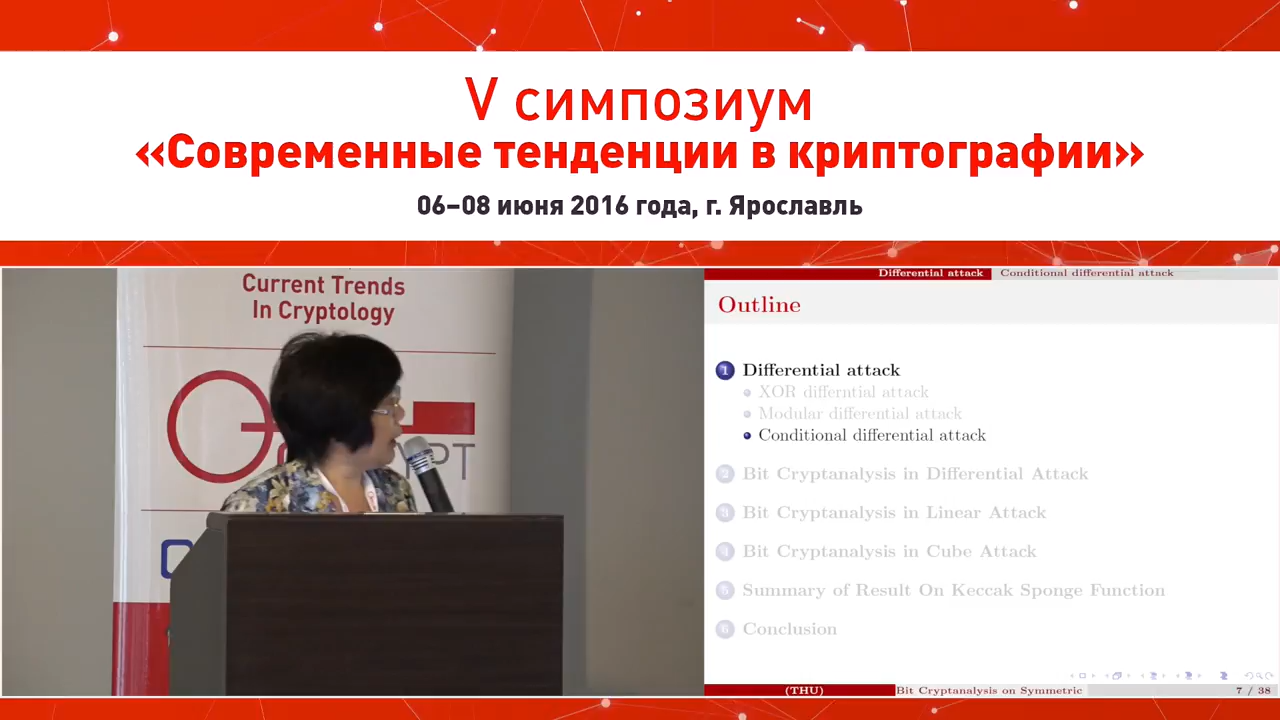 V симпозиум
«Современные тенденции в криптографии»
06–08 июня 2016 года, г. Ярославль
Current Trends
In Cryptology
PT
Differential attack
Conditional differential attack
Outline
1 Differential attack
XOR differntial attack
Modular differential attack
Conditional differential attack
2 Bit Cryptanalysis in Differential Attack
3 Bit Cryptanalysis in Linear Attack
4 Bit Cryptanalysis in Cube Attack
5 Summary of Result On Keccak Sponge Function
6 Conclusion
(THU)
Bit Cryptanalysis on Symmetric
7 / 38